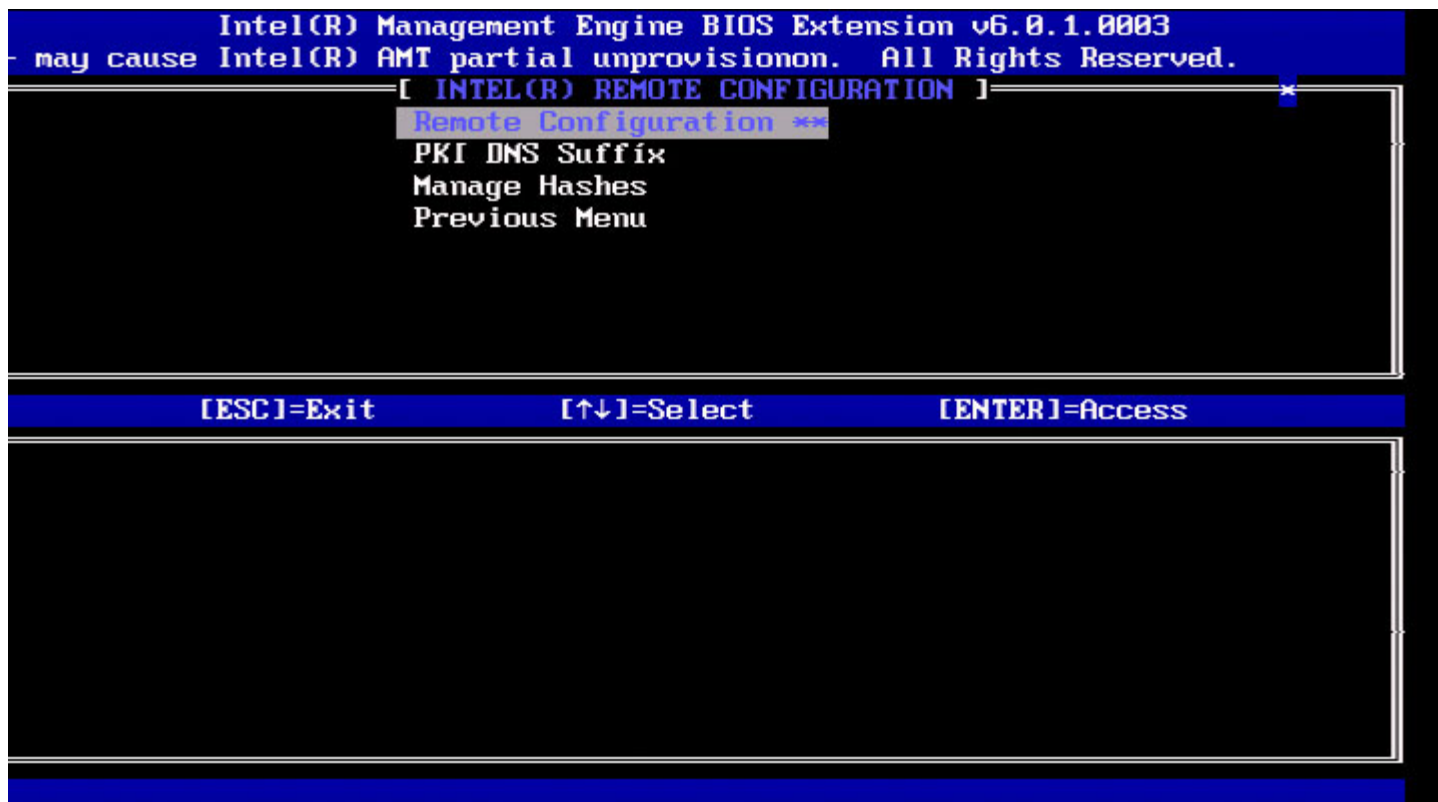 Intel(R) Management Engine BIOS Extension v6.0.1.0003
- may cause Intel(R) AMT partial unprovisionon. All Rights Reserved.
[ INTEL(R) REMOTE CONFIGURATION ] *
Remote Configuration **
PKI DNS Suffix
Manage Hashes
Previous Menu
[ESC]=Exit [↑↓]=Select [ENTER]=Access